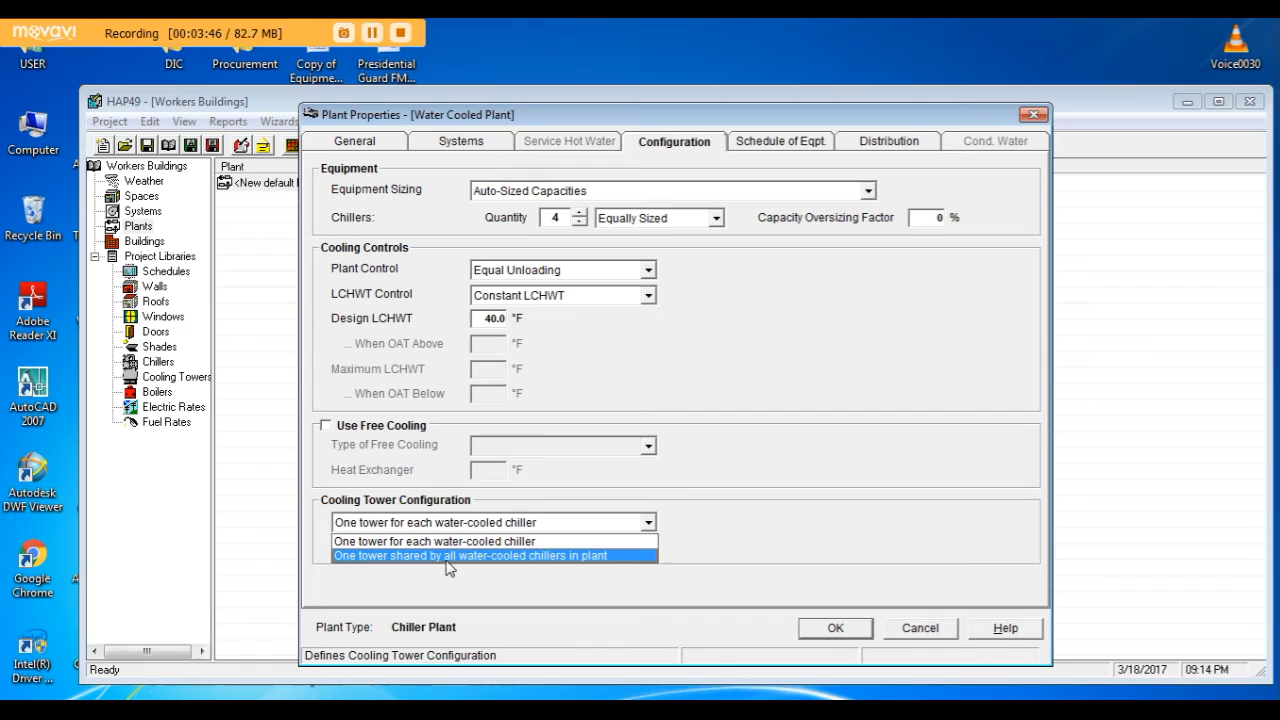 movavi Recording [00:03:46 / 82.7 MB]
USER
DIC
Procurement
Copy of
Equipme...
Presidential
Guard FM...
Voice0030
Computer
Recycle Bin
Adobe
Reader XI
AutoCAD
2007
Autodesk
DWF Viewer
Google
Chrome
Intel(R)
Driver ...
HAP49 - [Workers Buildings]
Project Edit View Reports Wizards
Workers Buildings
Weather
Spaces
Systems
Plants
Buildings
Project Libraries
Schedules
Walls
Roofs
Windows
Doors
Shades
Chillers
Cooling Towers
Boilers
Electric Rates
Fuel Rates
Plant
<New default
Ready
3/18/2017 09:14 PM
Plant Properties - [Water Cooled Plant]
General Systems Service Hot Water Configuration Schedule of Eqpt. Distribution Cond. Water
Equipment
Equipment Sizing Auto-Sized Capacities
Chillers: Quantity 4 Equally Sized Capacity Oversizing Factor 0 %
Cooling Controls
Plant Control Equal Unloading
LCHWT Control Constant LCHWT
Design LCHWT 40.0 °F
... When OAT Above °F
Maximum LCHWT °F
... When OAT Below °F
Use Free Cooling
Type of Free Cooling
Heat Exchanger °F
Cooling Tower Configuration
One tower for each water-cooled chiller
One tower for each water-cooled chiller
One tower shared by all water-cooled chillers in plant
Plant Type: Chiller Plant OK Cancel Help
Defines Cooling Tower Configuration